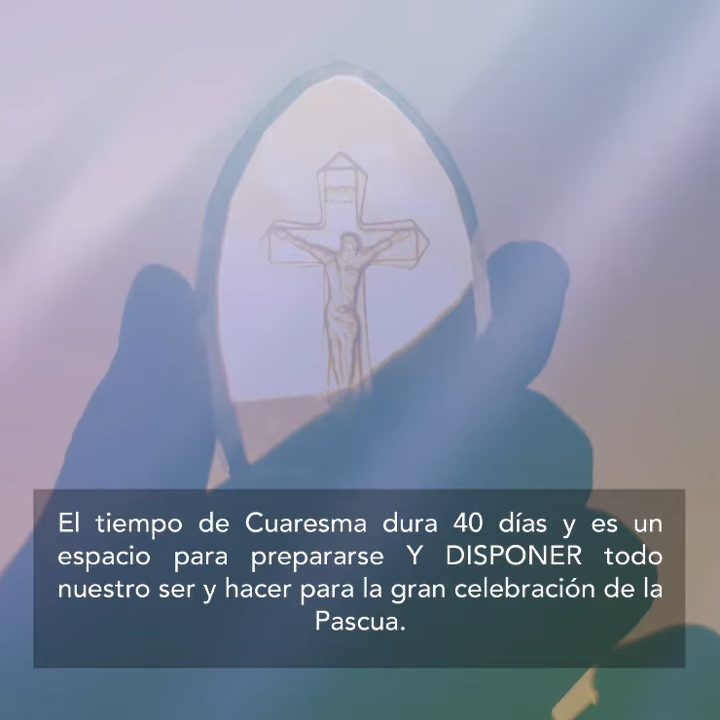 El tiempo de Cuaresma dura 40 días y es un
espacio para prepararse Y DISPONER todo
nuestro ser y hacer para la gran celebración de la
Pascua.